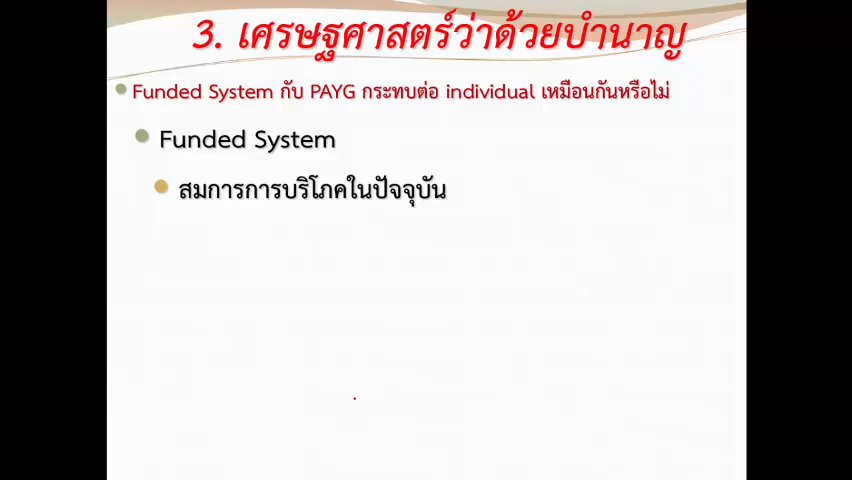 3. เศรษฐศาสตร์ว่าด้วยบำนาญ
Funded System กับ PAYG กระทบต่อ individual เหมือนกันหรือไม่
Funded System
สมการการบริโภคในปัจจุบัน